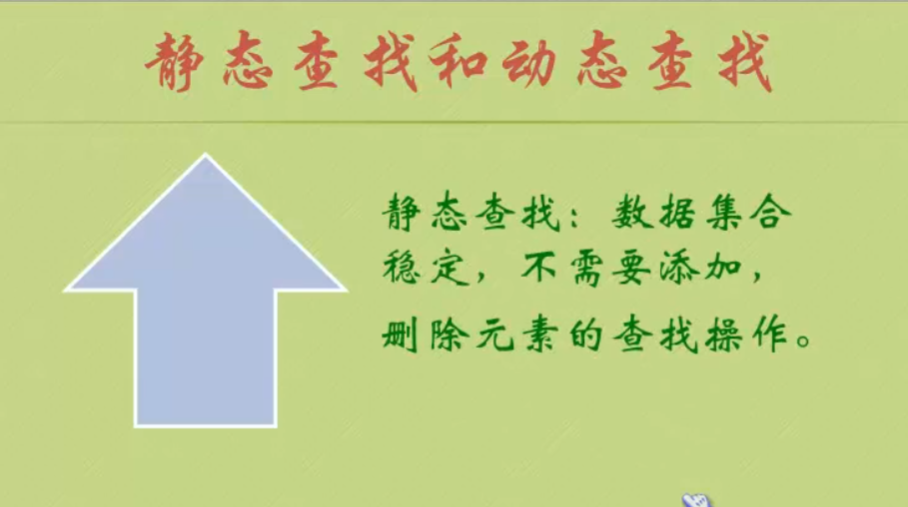 静态查找和动态查找
静态查找：数据集合
稳定，不需要添加，
删除元素的查找操作。